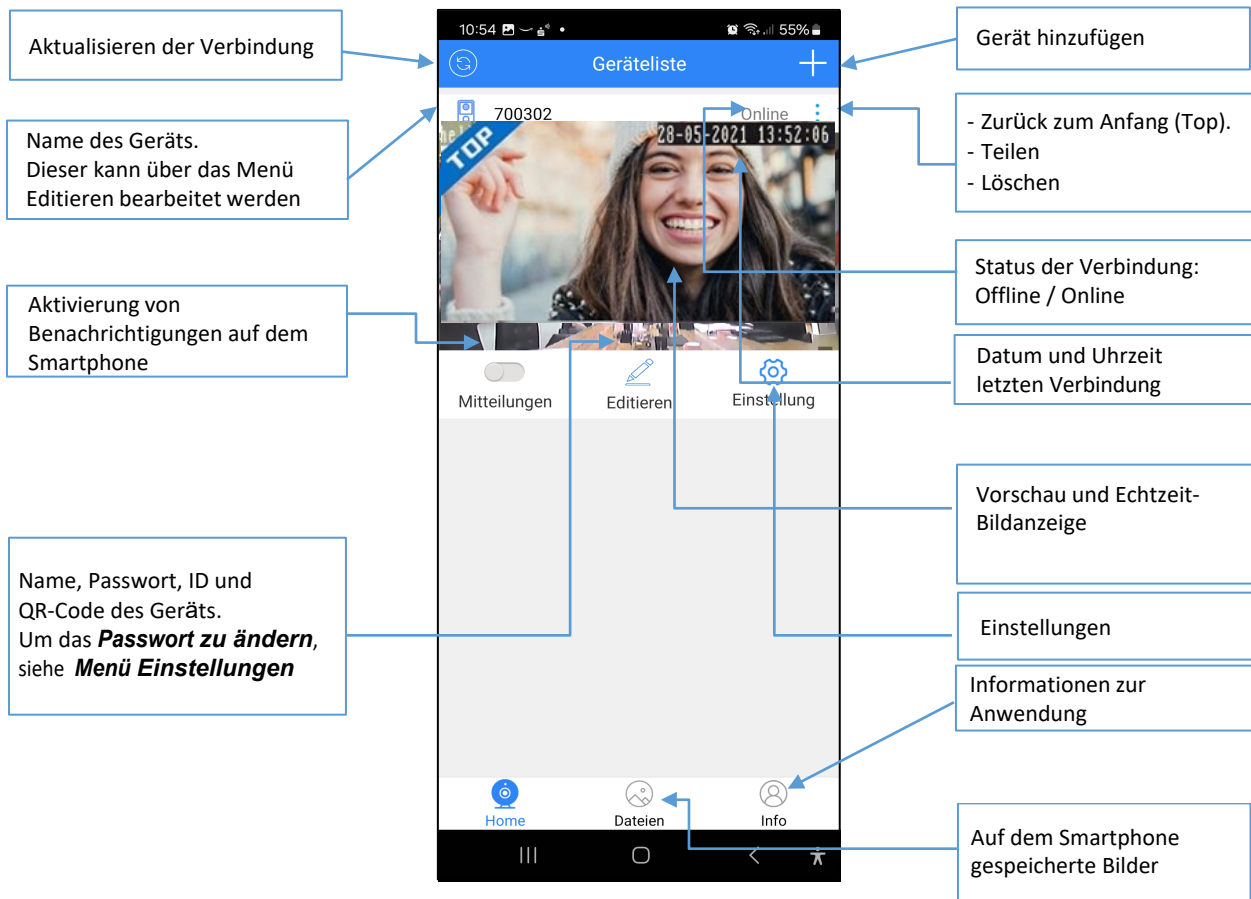 Aktualisieren der Verbindung
Name des Geräts.
Dieser kann über das Menü
Editieren bearbeitet werden
Aktivierung von
Benachrichtigungen auf dem
Smartphone
Name, Passwort, ID und
QR-Code des Geräts.
Um das Passwort zu ändern,
siehe Menü Einstellungen
10:54 55%
Geräteliste
700302 Online
28-05-2021 13:52:06
TOP
Mitteilungen Editieren Einstellung
Home Dateien Info
Gerät hinzufügen
- Zurück zum Anfang (Top).
- Teilen
- Löschen
Status der Verbindung:
Offline / Online
Datum und Uhrzeit
letzten Verbindung
Vorschau und Echtzeit-
Bildanzeige
Einstellungen
Informationen zur
Anwendung
Auf dem Smartphone
gespeicherte Bilder